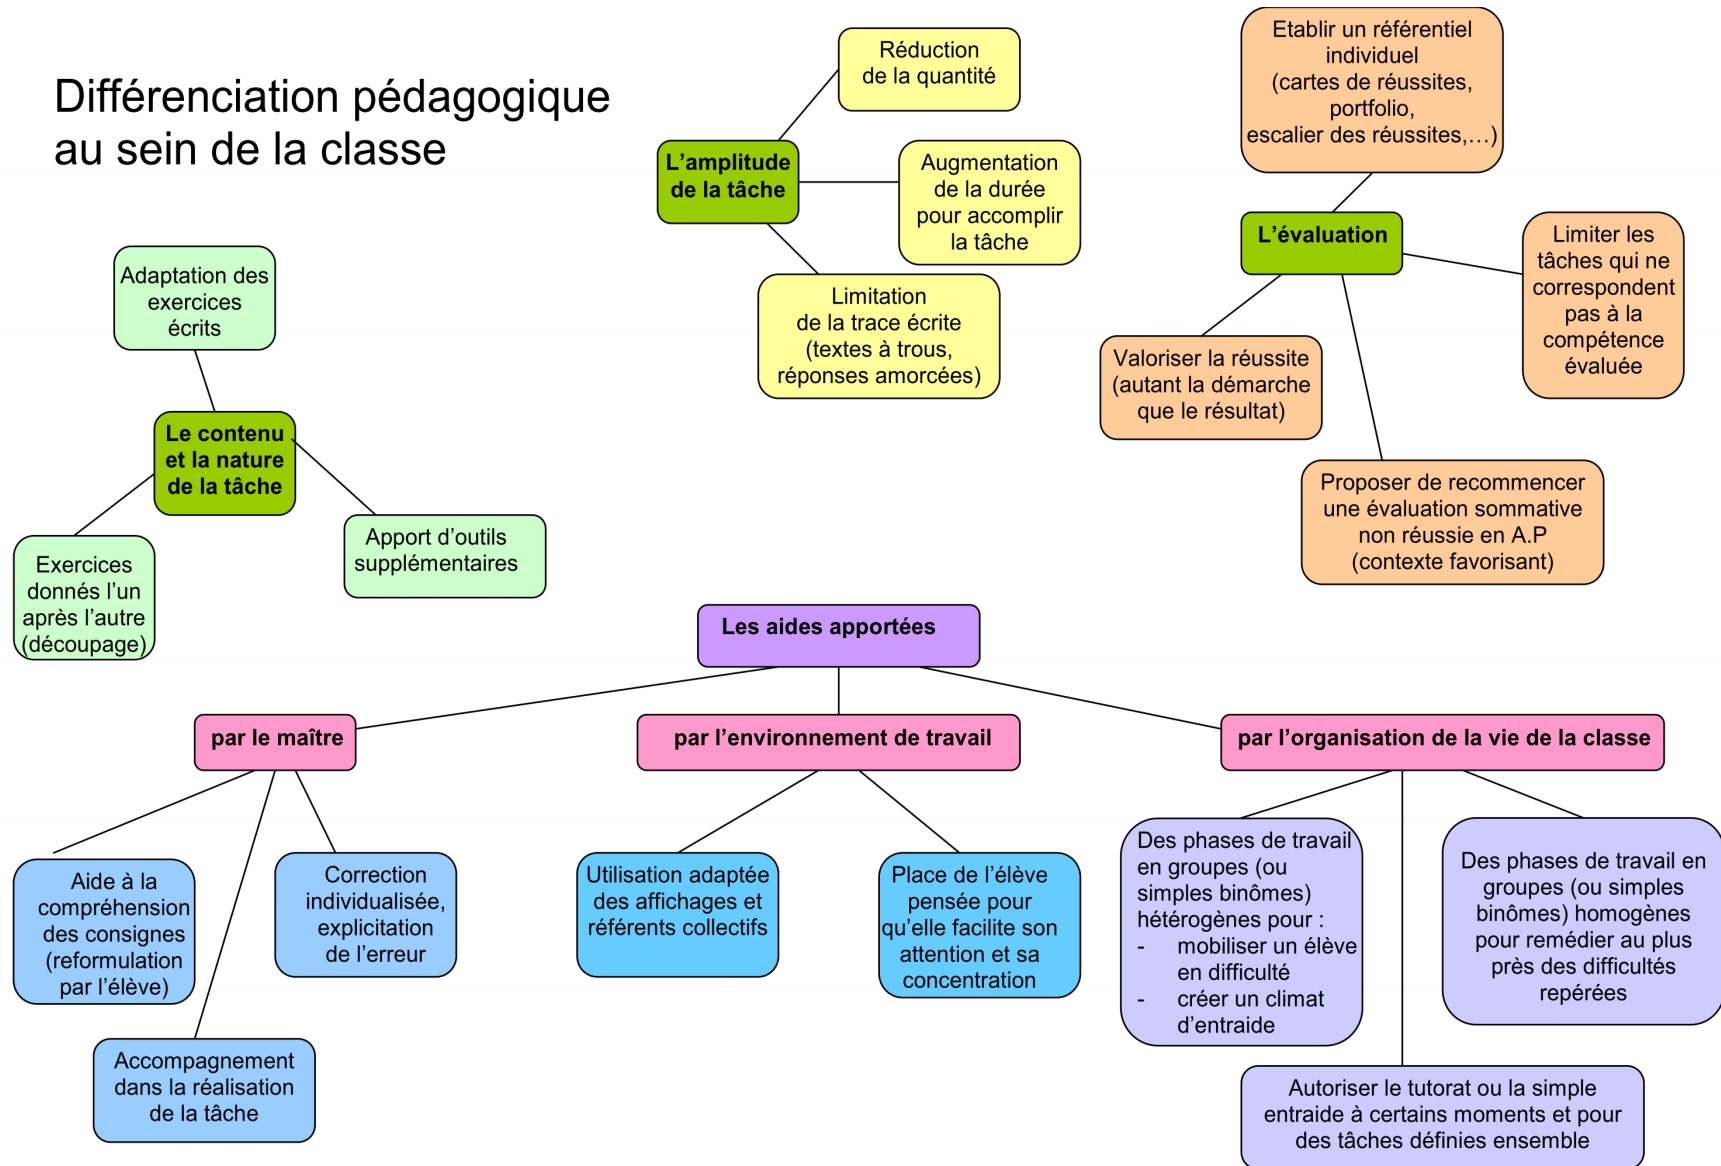 Différenciation pédagogique
au sein de la classe
Réduction
de la quantité
L’amplitude
de la tâche
Augmentation
de la durée
pour accomplir
la tâche
Limitation
de la trace écrite
(textes à trous,
réponses amorcées)
Etablir un référentiel
individuel
(cartes de réussites,
portfolio,
escalier des réussites,…)
L’évaluation
Limiter les
tâches qui ne
correspondent
pas à la
compétence
évaluée
Valoriser la réussite
(autant la démarche
que le résultat)
Proposer de recommencer
une évaluation sommative
non réussie en A.P
(contexte favorisant)
Adaptation des
exercices
écrits
Le contenu
et la nature
de la tâche
Exercices
donnés l’un
après l’autre
(découpage)
Apport d’outils
supplémentaires
Les aides apportées
par le maître
par l’environnement de travail
par l’organisation de la vie de la classe
Aide à la
compréhension
des consignes
(reformulation
par l’élève)
Correction
individualisée,
explicitation
de l’erreur
Accompagnement
dans la réalisation
de la tâche
Utilisation adaptée
des affichages et
référents collectifs
Place de l’élève
pensée pour
qu’elle facilite son
attention et sa
concentration
Des phases de travail
en groupes (ou
simples binômes)
hétérogènes pour :
- mobiliser un élève
en difficulté
- créer un climat
d’entraide
Des phases de travail en
groupes (ou simples
binômes) homogènes
pour remédier au plus
près des difficultés
repérées
Autoriser le tutorat ou la simple
entraide à certains moments et pour
des tâches définies ensemble